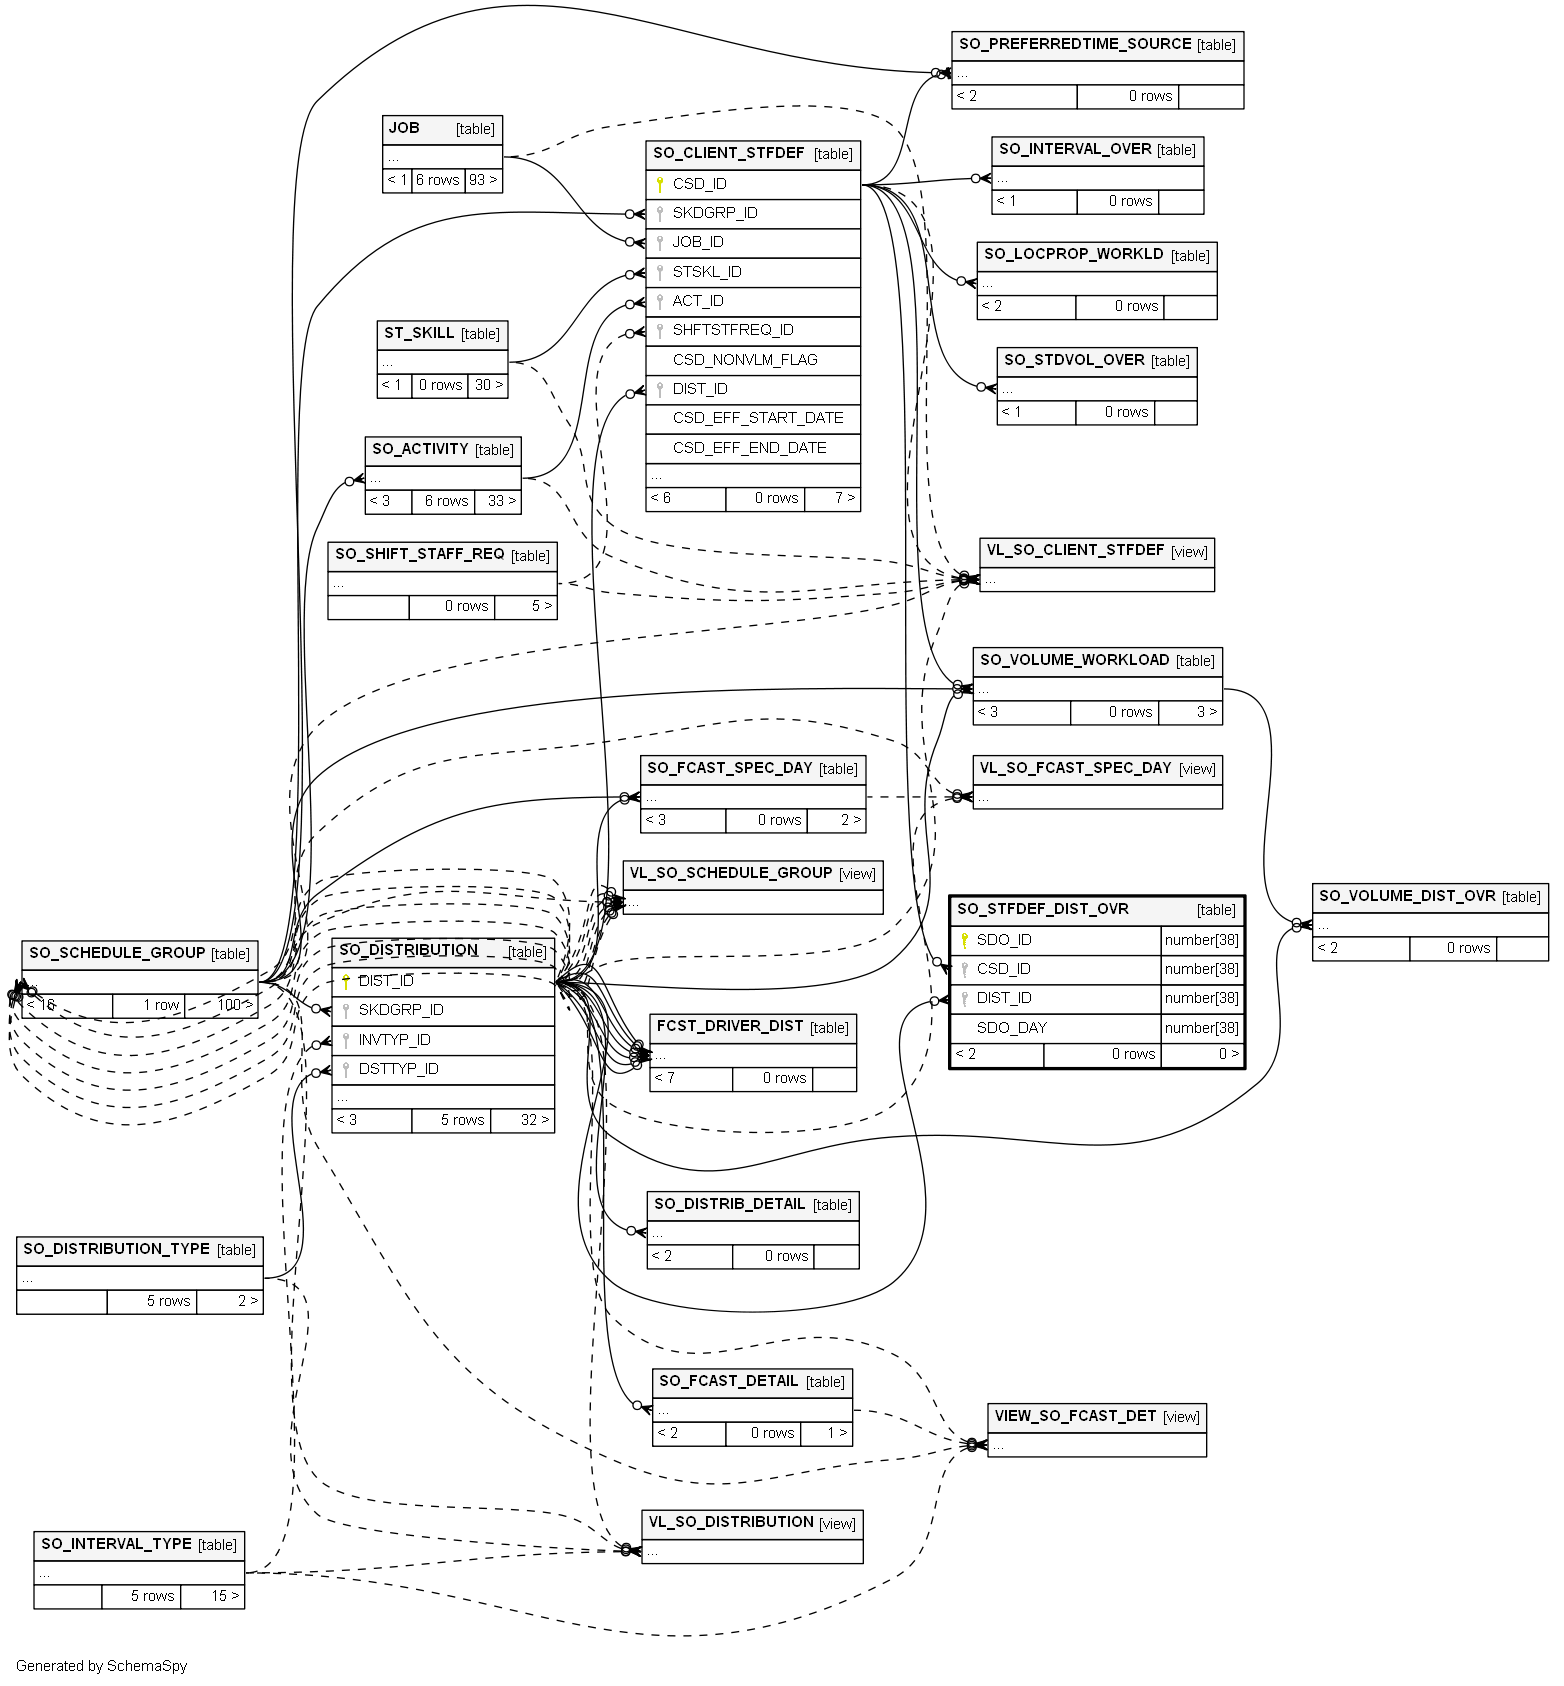 SO_PREFERREDTIME_SOURCE [table]
...
< 2 0 rows
JOB [table]
...
< 1 6 rows 93 >
SO_CLIENT_STFDEF [table]
CSD_ID
SKDGRP_ID
JOB_ID
STSKL_ID
ACT_ID
SHFTSTFREQ_ID
CSD_NONVLM_FLAG
DIST_ID
CSD_EFF_START_DATE
CSD_EFF_END_DATE
...
< 6 0 rows 7 >
SO_INTERVAL_OVER [table]
...
< 1 0 rows
SO_LOCPROP_WORKLD [table]
...
< 2 0 rows
ST_SKILL [table]
...
< 1 0 rows 30 >
SO_STDVOL_OVER [table]
...
< 1 0 rows
SO_ACTIVITY [table]
...
< 3 6 rows 33 >
SO_SHIFT_STAFF_REQ [table]
...
0 rows 5 >
VL_SO_CLIENT_STFDEF [view]
...
SO_VOLUME_WORKLOAD [table]
...
< 3 0 rows 3 >
SO_FCAST_SPEC_DAY [table]
...
< 3 0 rows 2 >
VL_SO_FCAST_SPEC_DAY [view]
...
VL_SO_SCHEDULE_GROUP [view]
...
SO_STFDEF_DIST_OVR [table]
SDO_ID number[38]
CSD_ID number[38]
DIST_ID number[38]
SDO_DAY number[38]
< 2 0 rows 0 >
SO_VOLUME_DIST_OVR [table]
...
< 2 0 rows
SO_SCHEDULE_GROUP [table]
...
< 16 1 row 100 >
SO_DISTRIBUTION [table]
DIST_ID
SKDGRP_ID
INVTYP_ID
DSTTYP_ID
...
< 3 5 rows 32 >
FCST_DRIVER_DIST [table]
...
< 7 0 rows
SO_DISTRIB_DETAIL [table]
...
< 2 0 rows
SO_DISTRIBUTION_TYPE [table]
...
5 rows 2 >
SO_FCAST_DETAIL [table]
...
< 2 0 rows 1 >
VIEW_SO_FCAST_DET [view]
...
VL_SO_DISTRIBUTION [view]
...
SO_INTERVAL_TYPE [table]
...
5 rows 15 >
Generated by SchemaSpy